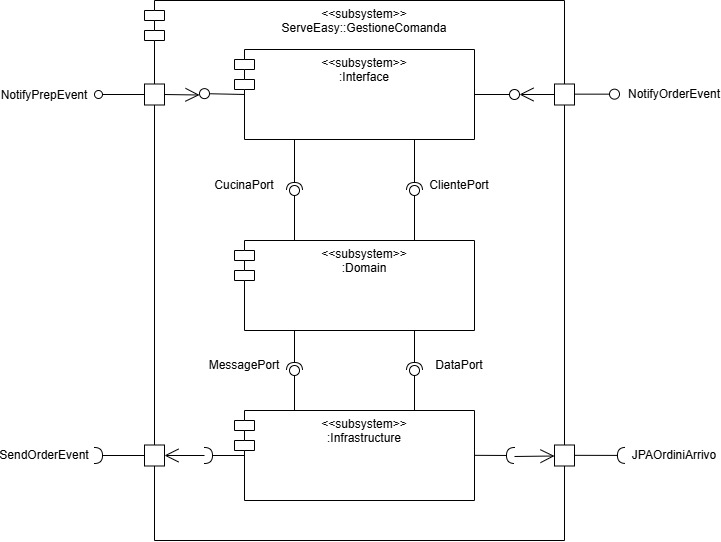 <<subsystem>>
ServeEasy::GestioneComanda
<<subsystem>>
:Interface
NotifyPrepEvent
NotifyOrderEvent
CucinaPort
ClientePort
<<subsystem>>
:Domain
MessagePort
DataPort
<<subsystem>>
:Infrastructure
SendOrderEvent
JPAOrdiniArrivo